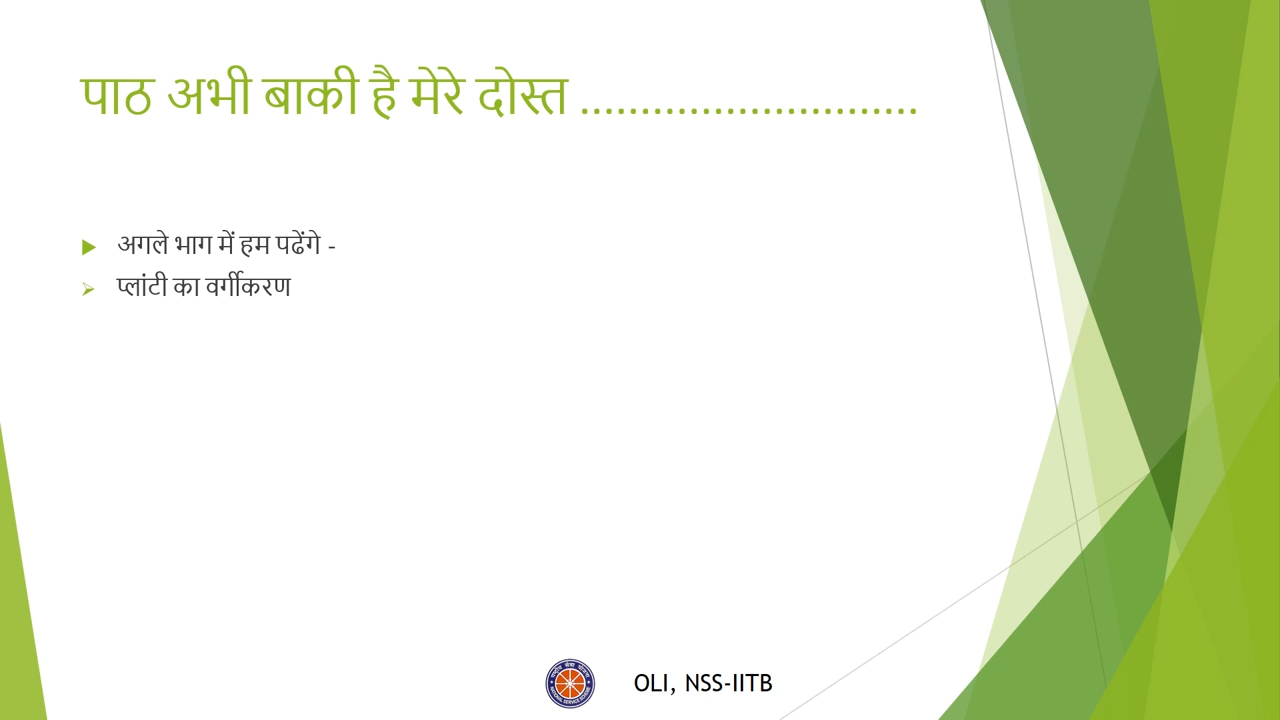 पाठ अभी बाकी है मेरे दोस्त ...........................
अगले भाग में हम पढेंगे -
प्लांटी का वर्गीकरण
OLI, NSS-IITB